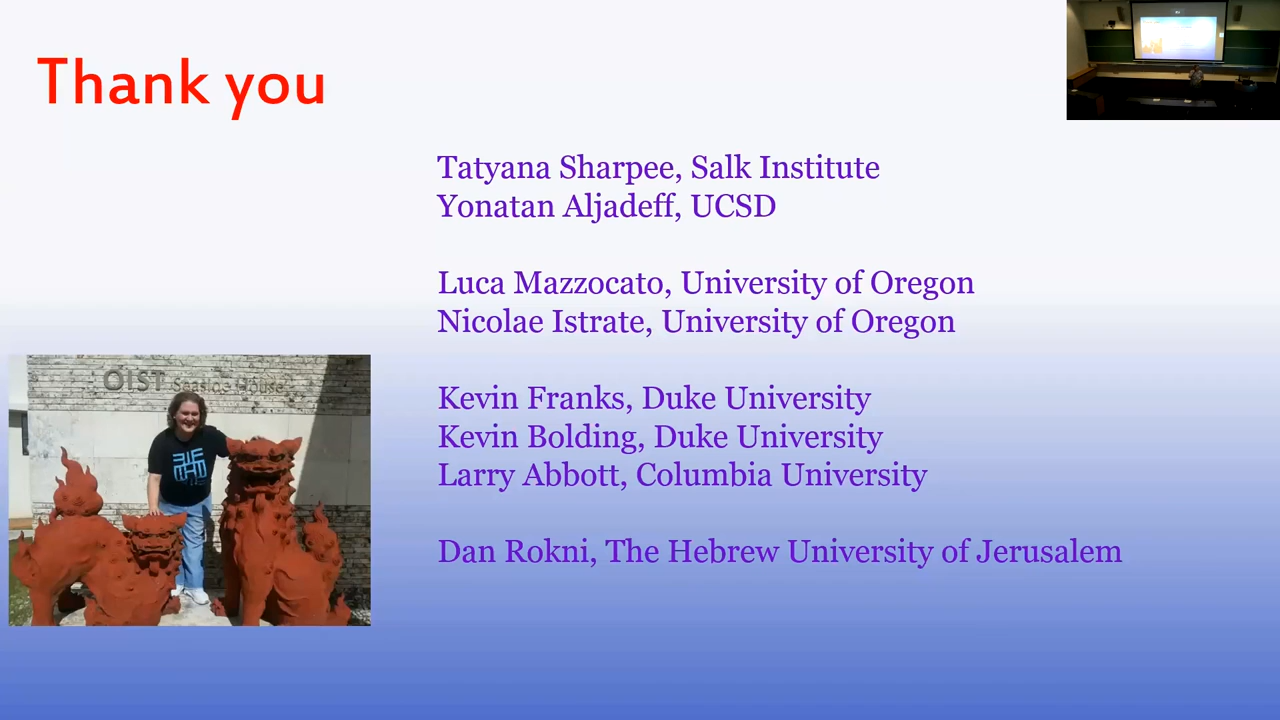 Thank you
Tatyana Sharpee, Salk Institute
Yonatan Aljadeff, UCSD
Luca Mazzocato, University of Oregon
Nicolae Istrate, University of Oregon
Kevin Franks, Duke University
Kevin Bolding, Duke University
Larry Abbott, Columbia University
Dan Rokni, The Hebrew University of Jerusalem
OIST Seaside House